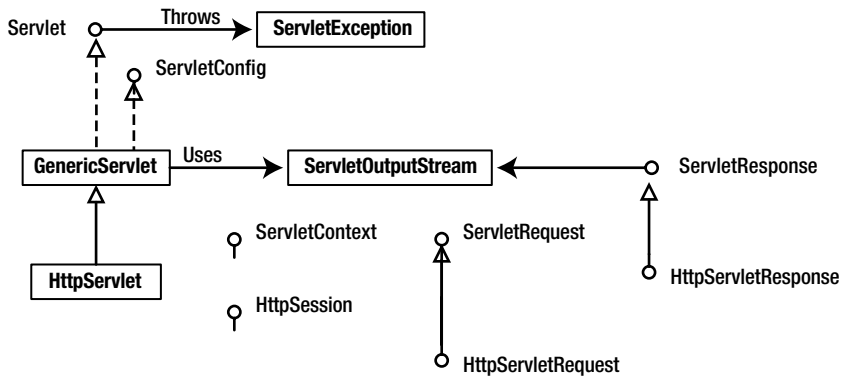 Servlet
Throws
ServletException
ServletConfig
GenericServlet
Uses
ServletOutputStream
ServletResponse
ServletContext
ServletRequest
HttpServlet
HttpServletResponse
HttpSession
HttpServletRequest